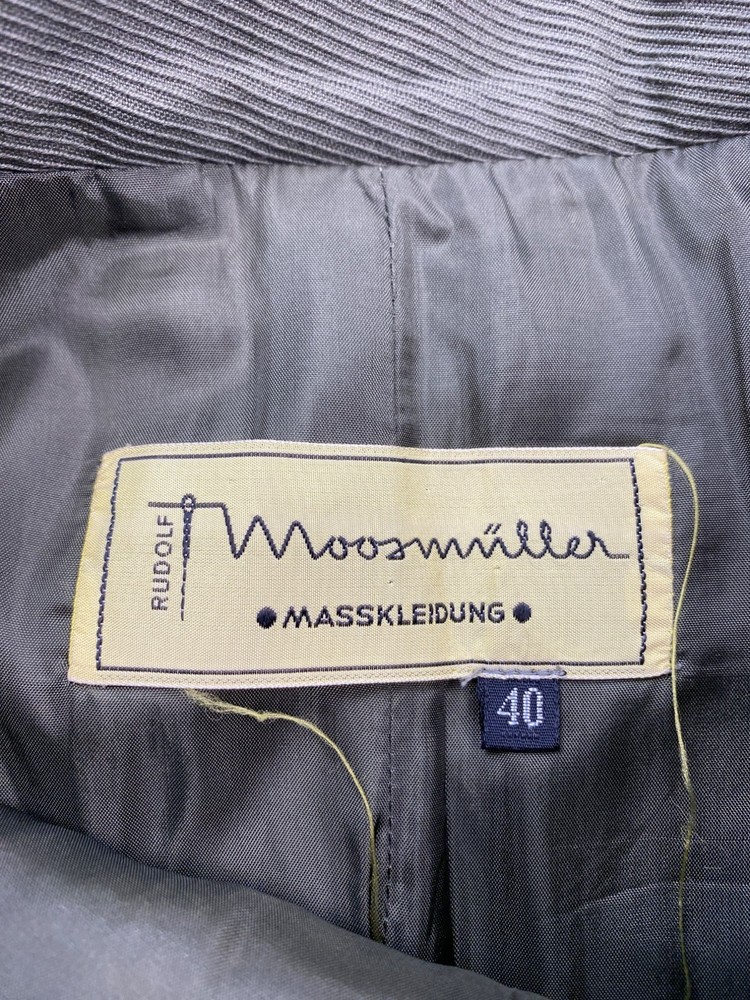 RUDOLF
Moosmüller
• MASSKLEIDUNG •
40